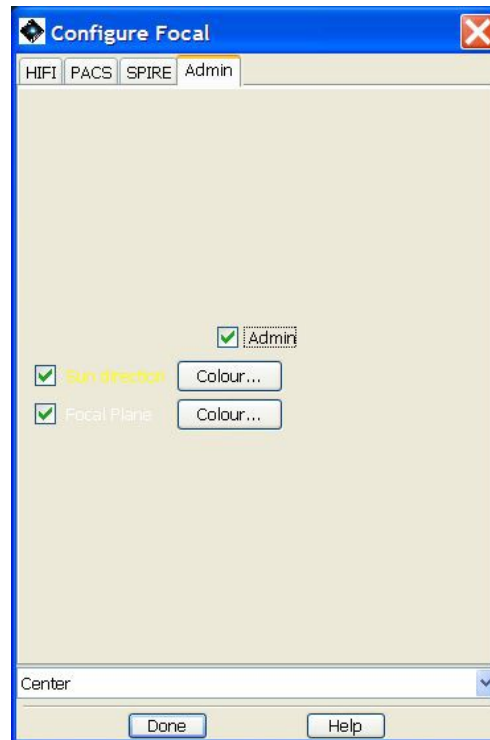 Configure Focal
HIFI PACS SPIRE Admin
Admin
Sun direction Colour...
Focal Plane Colour...
Center
Done Help